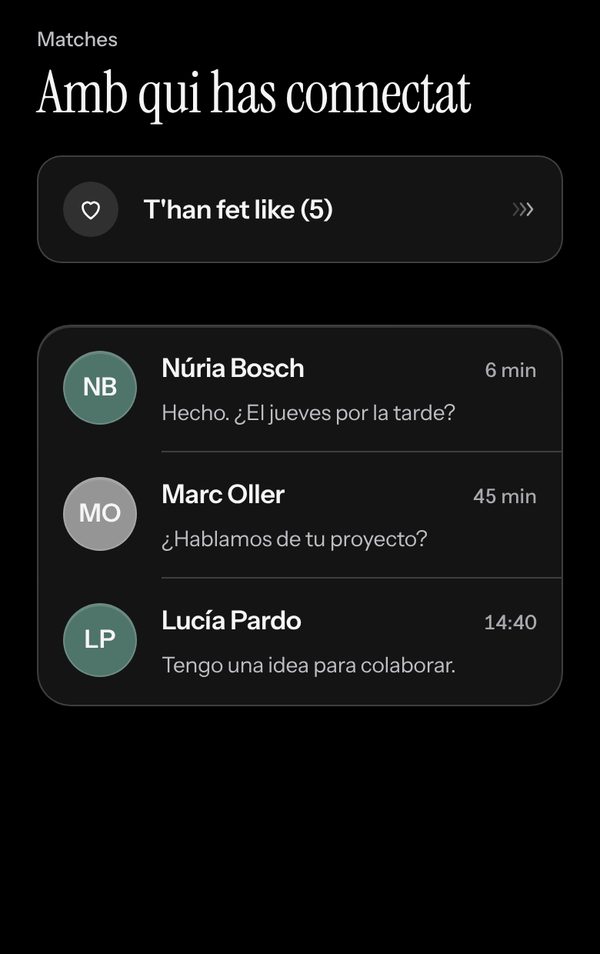 Matches
Amb qui has connectat
T'han fet like (5)
NB
Núria Bosch
6 min
Hecho. ¿El jueves por la tarde?
MO
Marc Oller
45 min
¿Hablamos de tu proyecto?
LP
Lucía Pardo
14:40
Tengo una idea para colaborar.